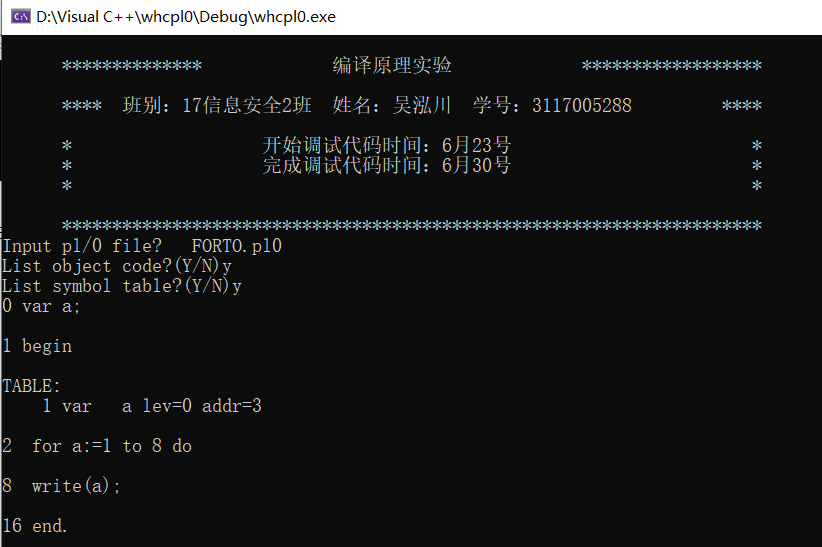 D:\Visual C++\whcpl0\Debug\whcpl0.exe
************** 编译原理实验 ******************
**** 班别：17信息安全2班 姓名：吴泓川 学号：3117005288 ****
* 开始调试代码时间：6月23号 *
* 完成调试代码时间：6月30号 *
* *
**********************************************************************
Input pl/0 file? FORTO.pl0
List object code?(Y/N)y
List symbol table?(Y/N)y
0 var a;
1 begin
TABLE:
1 var a lev=0 addr=3
2 for a:=1 to 8 do
8 write(a);
16 end.